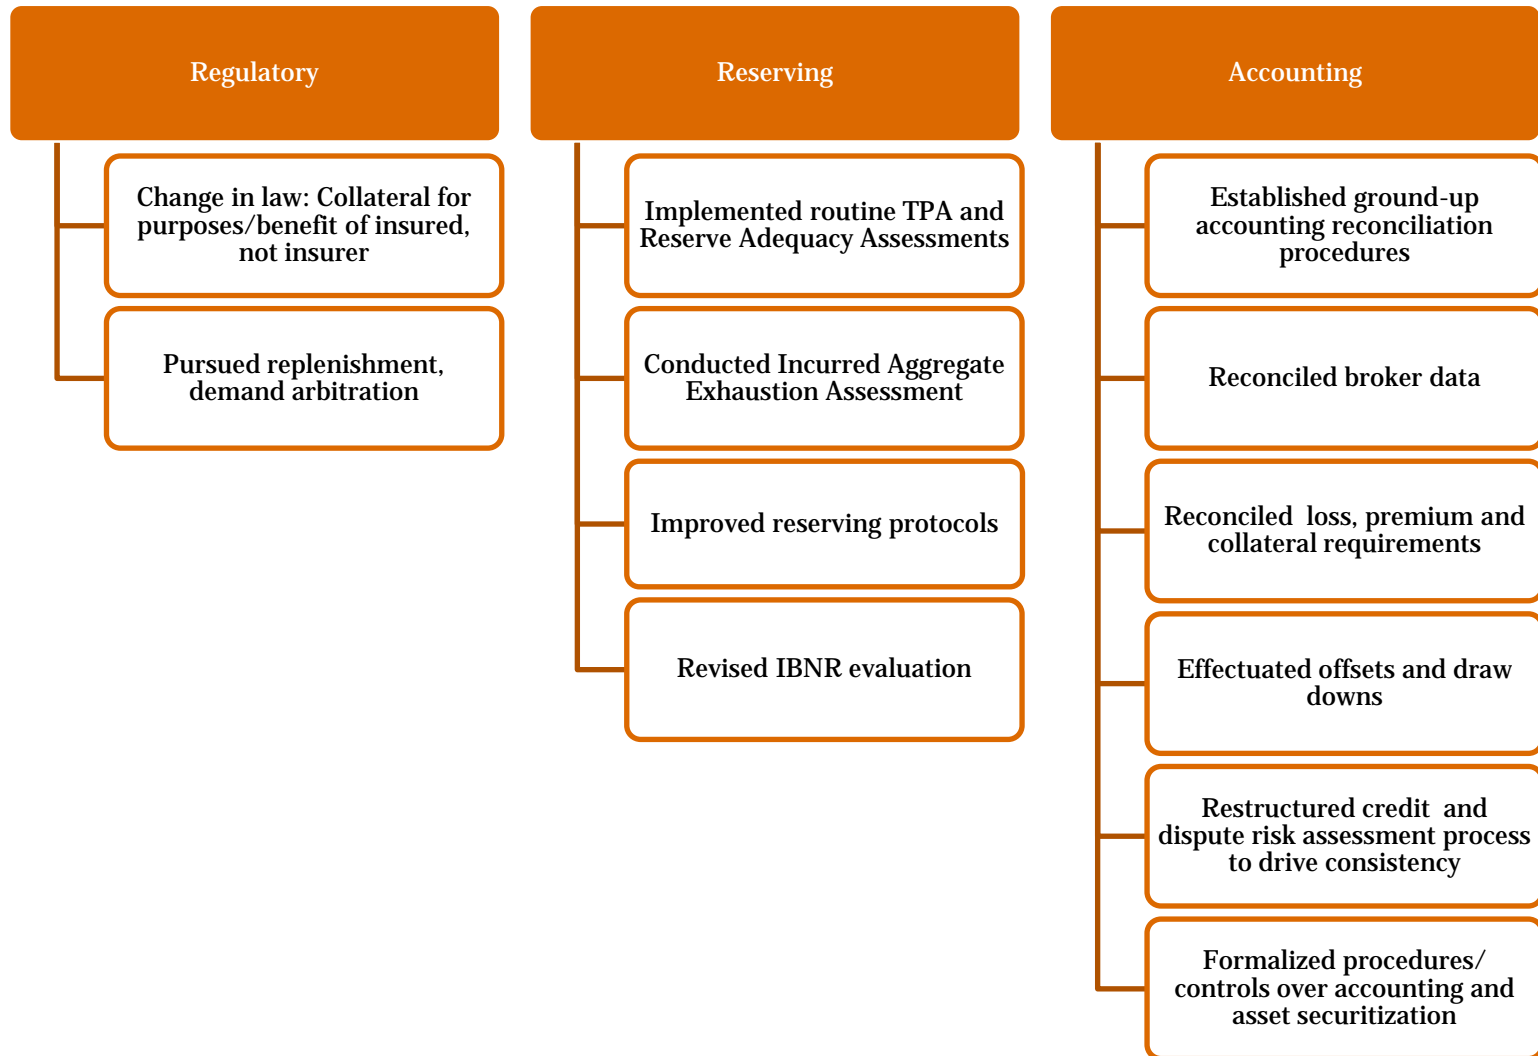 Regulatory
Change in law: Collateral for
purposes/benefit of insured,
not insurer
Pursued replenishment,
demand arbitration
Reserving
Implemented routine TPA and
Reserve Adequacy Assessments
Conducted Incurred Aggregate
Exhaustion Assessment
Improved reserving protocols
Revised IBNR evaluation
Accounting
Established ground-up
accounting reconciliation
procedures
Reconciled broker data
Reconciled loss, premium and
collateral requirements
Effectuated offsets and draw
downs
Restructured credit and
dispute risk assessment process
to drive consistency
Formalized procedures/
controls over accounting and
asset securitization